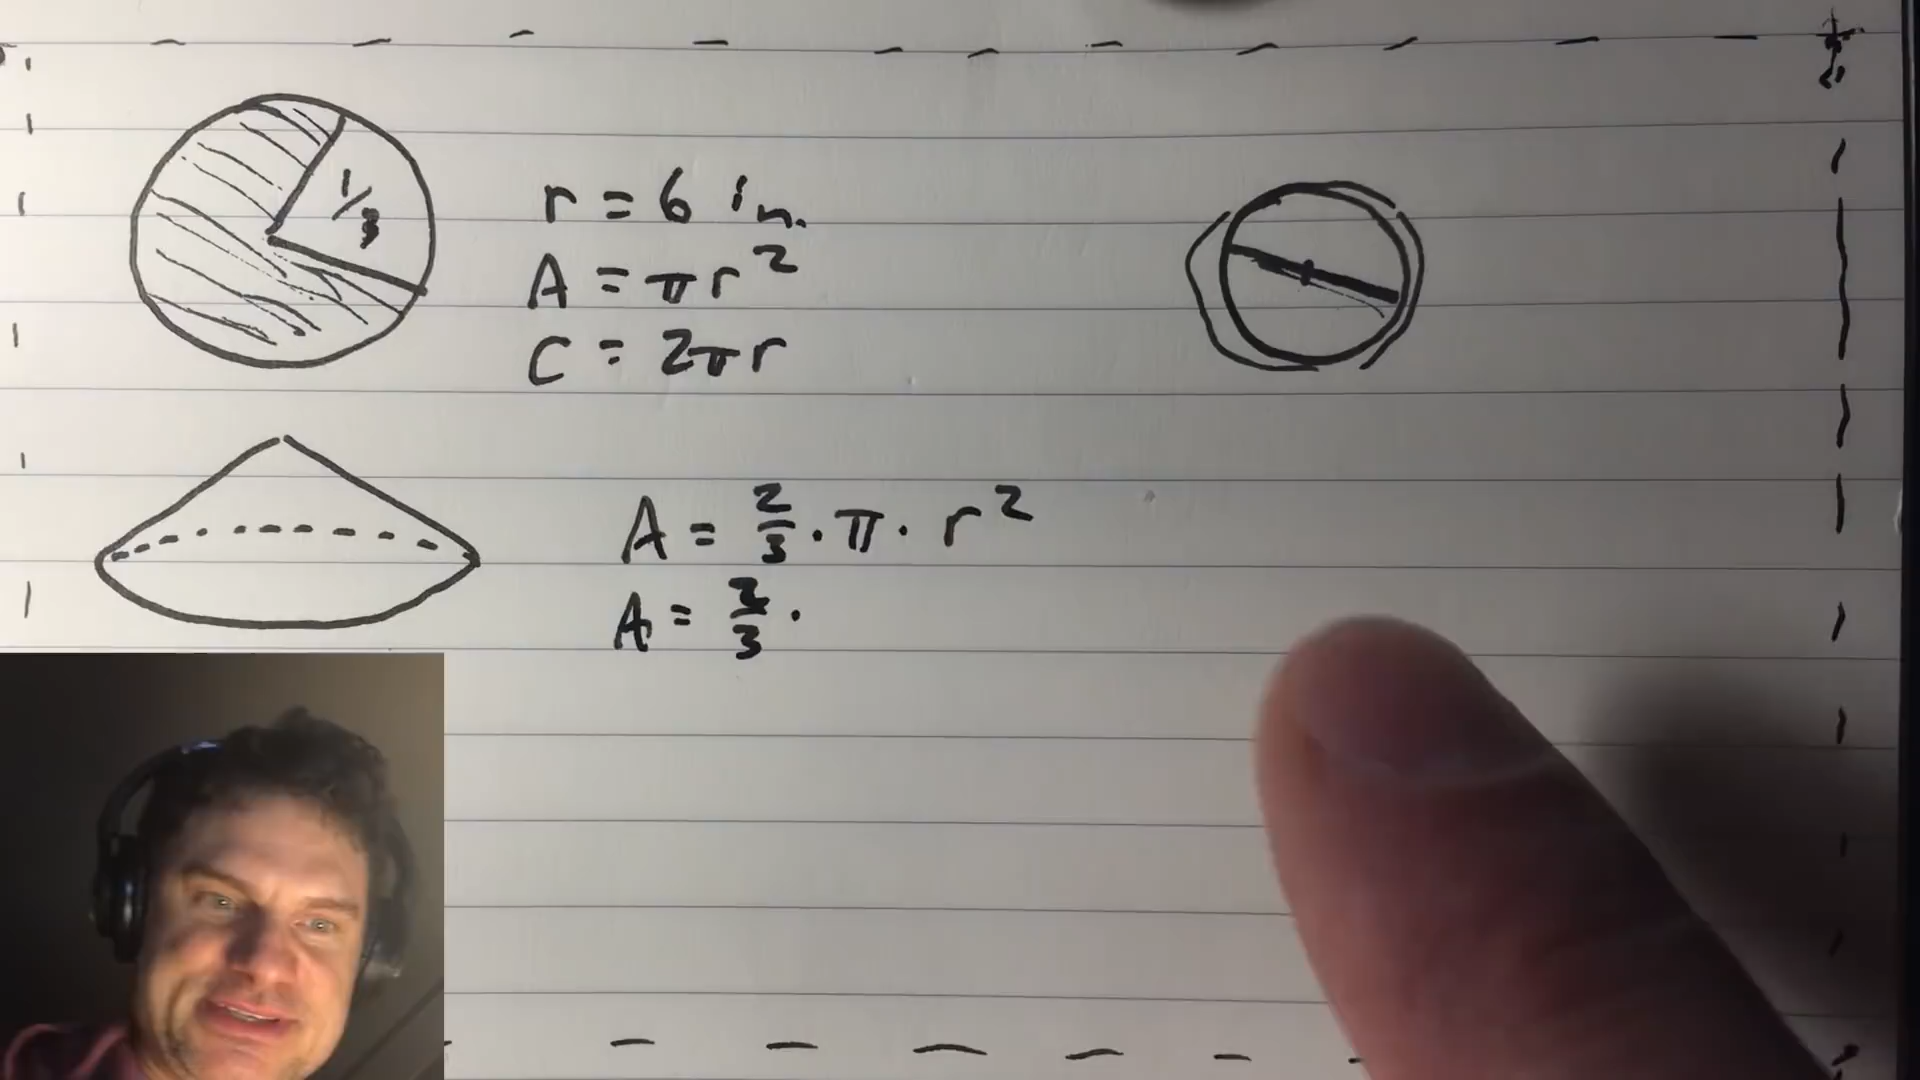 1/3
r = 6 in.
A = πr²
C = 2πr
A = 2/3 · π · r²
A = 2/3 ·